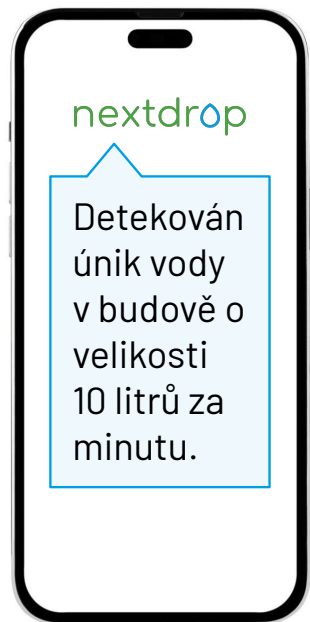 nextdrop
Detekován
únik vody
v budově o
velikosti
10 litrů za
minutu.